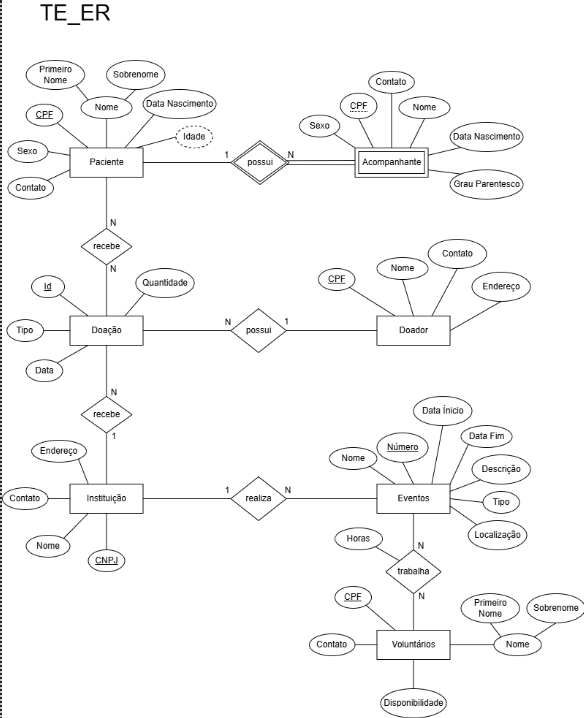 TE_ER
Primeiro
Nome
Sobrenome
CPF
Nome
Data Nascimento
Idade
Sexo
Paciente
Contato
1
possui
N
Contato
CPF
Nome
Sexo
Data Nascimento
Acompanhante
Grau Parentesco
N
recebe
N
Id
Quantidade
Tipo
Doação
Data
N
possui
1
CPF
Nome
Contato
Endereço
Doador
N
recebe
1
Endereço
Contato
Instituição
Nome
CNPJ
1
realiza
N
Data Ínicio
Nome
Número
Data Fim
Descrição
Eventos
Tipo
Localização
Horas
N
trabalha
N
CPF
Primeiro
Nome
Sobrenome
Contato
Voluntários
Nome
Disponibilidade